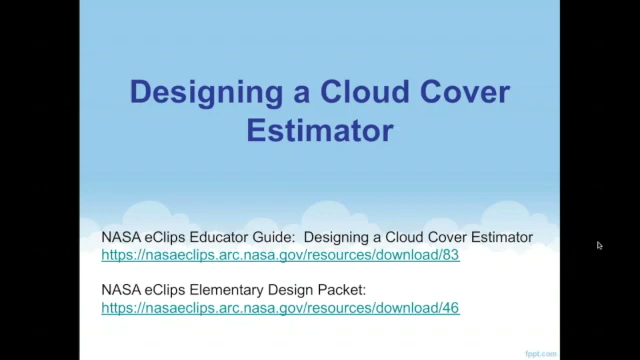 Designing a Cloud Cover
Estimator
NASA eClips Educator Guide: Designing a Cloud Cover Estimator
https://nasaeclips.arc.nasa.gov/resources/download/83
NASA eClips Elementary Design Packet:
https://nasaeclips.arc.nasa.gov/resources/download/46
fppt.com